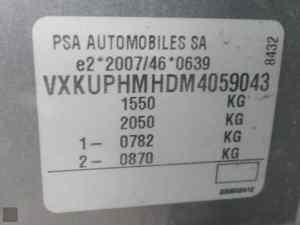 PSA AUTOMOBILES SA
e2*2007/46*0639
8432
VXKUPHMHDM4059043
1550 KG
2050 KG
1- 0782 KG
2- 0870 KG